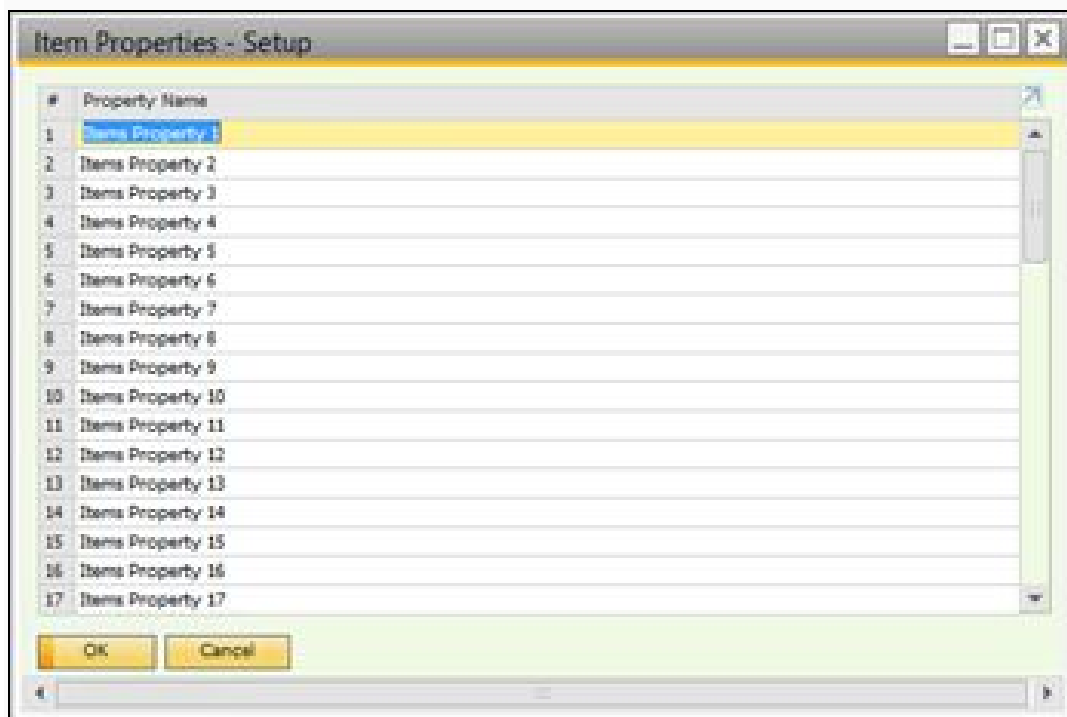 Item Properties - Setup
# Property Name
1 Items Property 1
2 Items Property 2
3 Items Property 3
4 Items Property 4
5 Items Property 5
6 Items Property 6
7 Items Property 7
8 Items Property 8
9 Items Property 9
10 Items Property 10
11 Items Property 11
12 Items Property 12
13 Items Property 13
14 Items Property 14
15 Items Property 15
16 Items Property 16
17 Items Property 17
OK Cancel